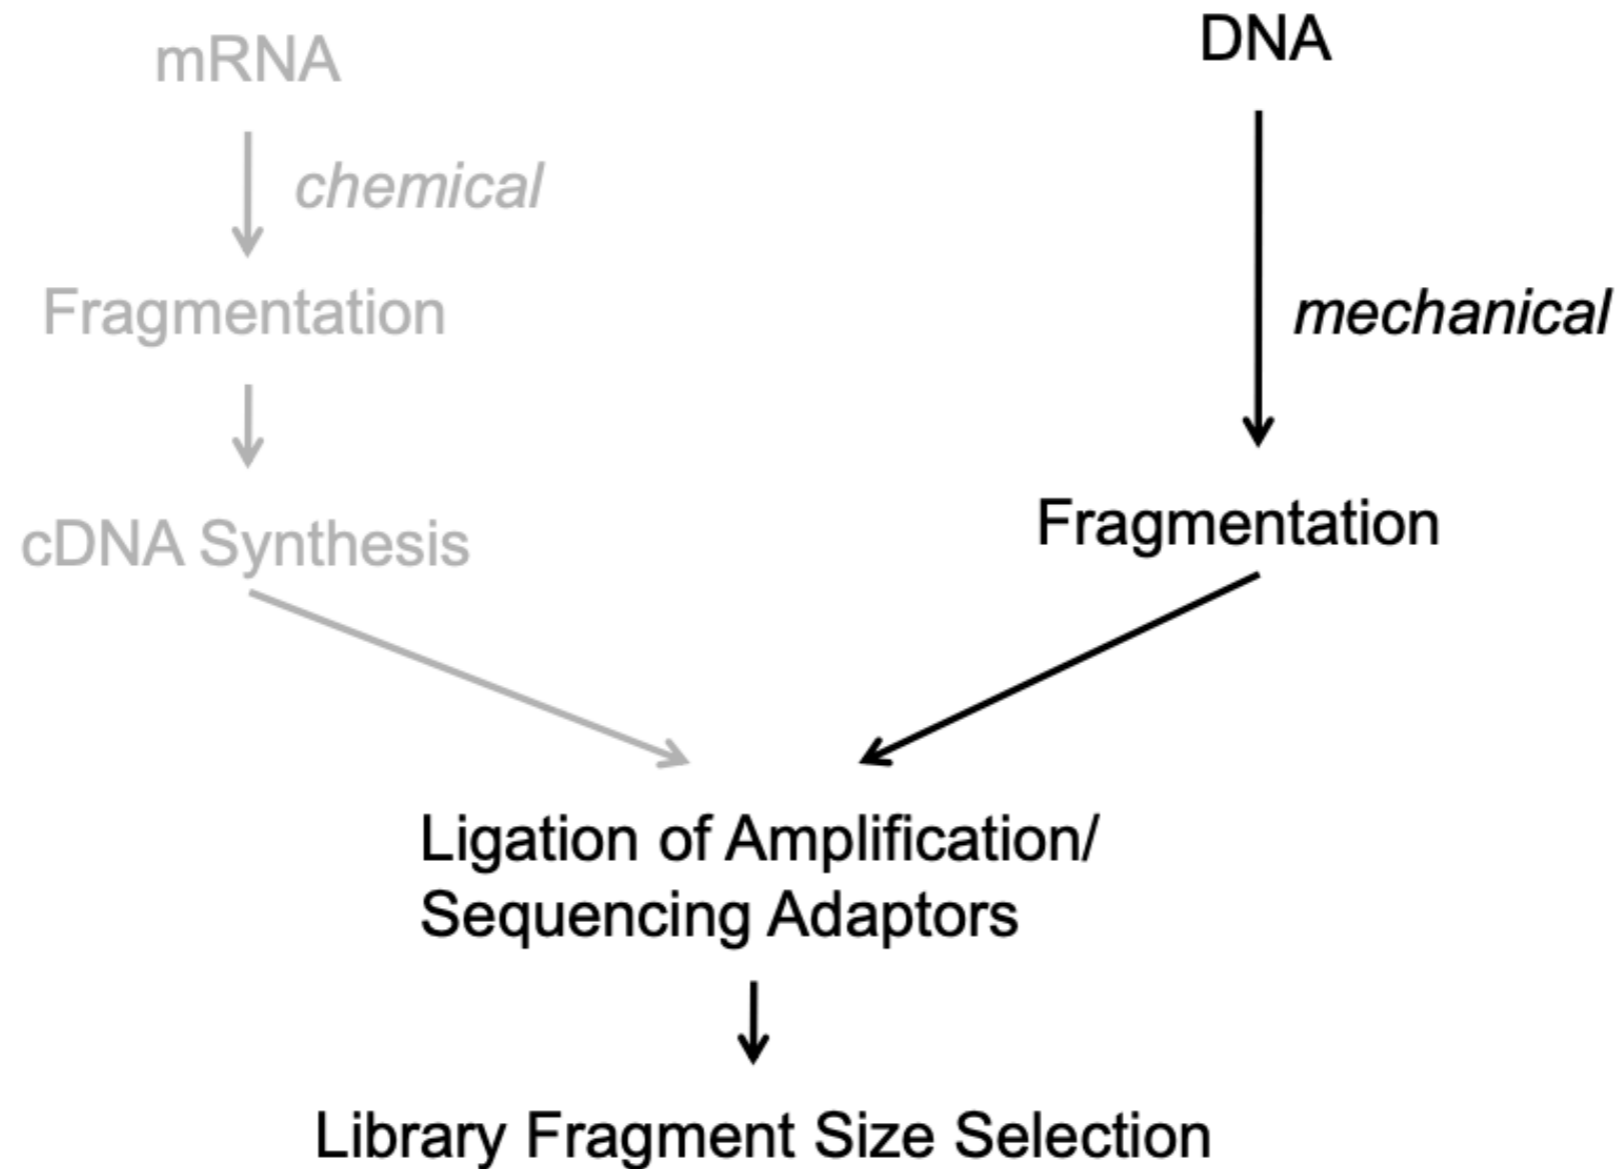 mRNA
DNA
chemical
mechanical
Fragmentation
cDNA Synthesis
Fragmentation
Ligation of Amplification/
Sequencing Adaptors
Library Fragment Size Selection